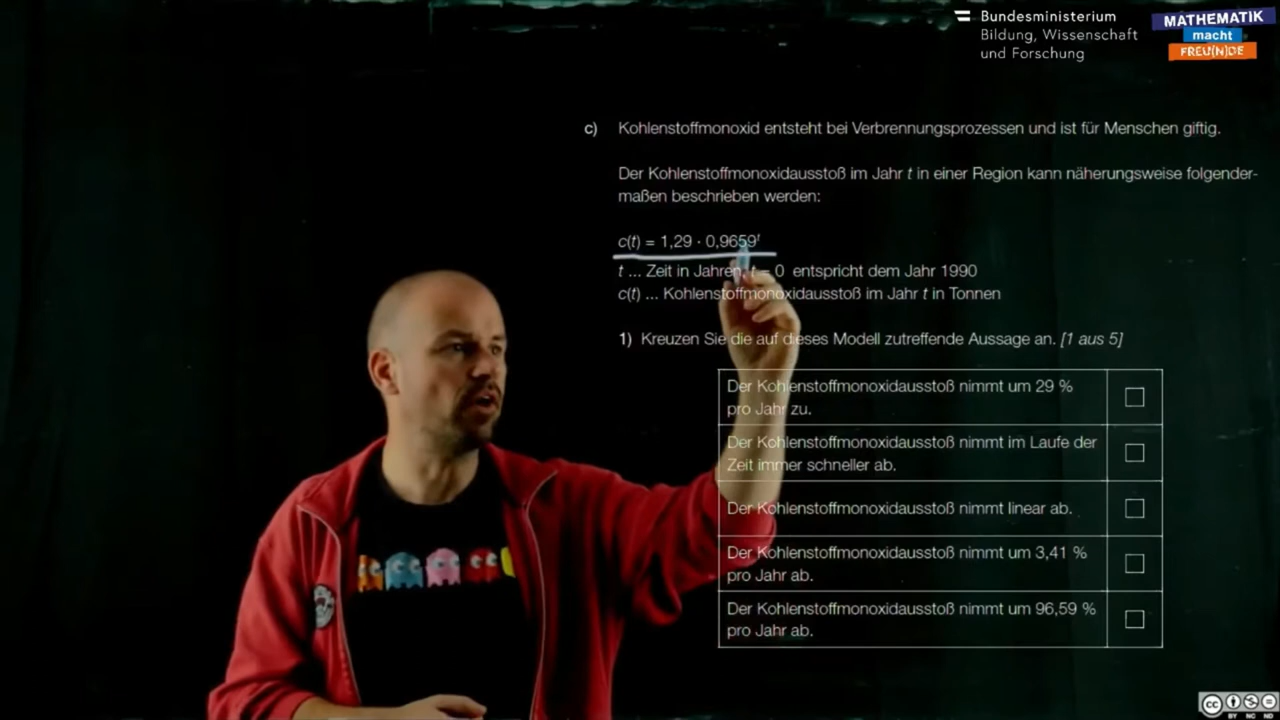 Bundesministerium
Bildung, Wissenschaft
und Forschung
MATHEMATIK
macht
FREU(N)DE
c) Kohlenstoffmonoxid entsteht bei Verbrennungsprozessen und ist für Menschen giftig.
Der Kohlenstoffmonoxidausstoß im Jahr t in einer Region kann näherungsweise folgender-
maßen beschrieben werden:
c(t) = 1,29 · 0,9659^t
t ... Zeit in Jahren, t = 0 entspricht dem Jahr 1990
c(t) ... Kohlenstoffmonoxidausstoß im Jahr t in Tonnen
1) Kreuzen Sie die auf dieses Modell zutreffende Aussage an. [1 aus 5]
Der Kohlenstoffmonoxidausstoß nimmt um 29 %
pro Jahr zu.
Der Kohlenstoffmonoxidausstoß nimmt im Laufe der
Zeit immer schneller ab.
Der Kohlenstoffmonoxidausstoß nimmt linear ab.
Der Kohlenstoffmonoxidausstoß nimmt um 3,41 %
pro Jahr ab.
Der Kohlenstoffmonoxidausstoß nimmt um 96,59 %
pro Jahr ab.
cc
BY NC ND